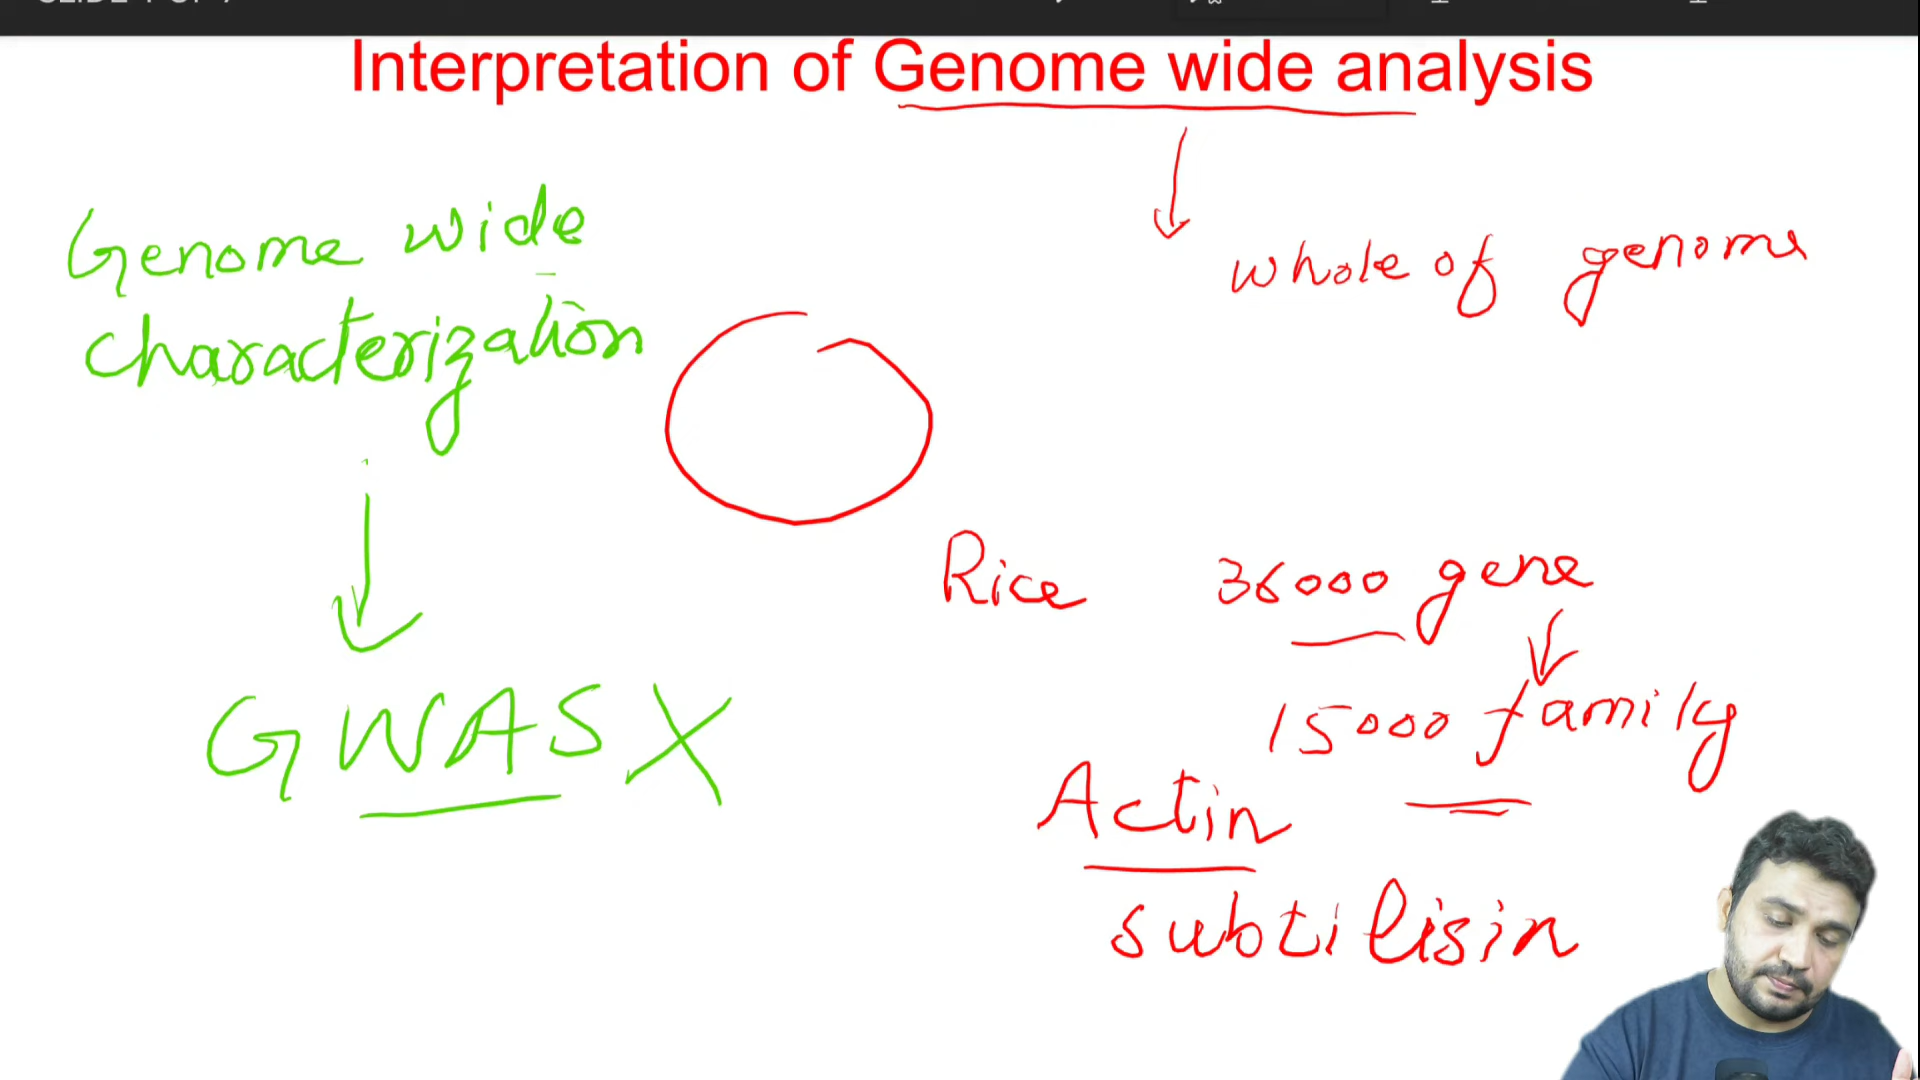 Interpretation of Genome wide analysis
Genome wide
characterization
whole of genome
Rice 36000 gene
15000 family
GWAS X
Actin
subtilisin